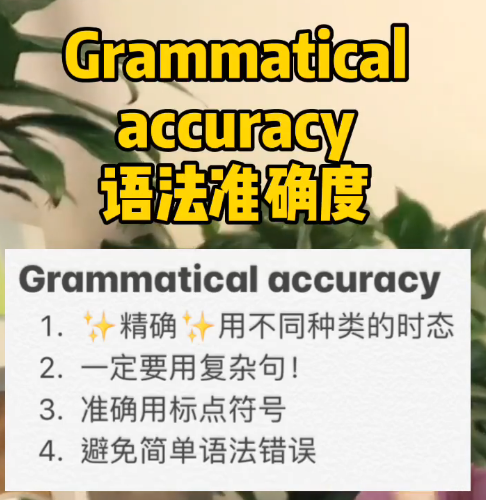 Grammatical
accuracy
语法准确度
Grammatical accuracy
1. ✨精确✨用不同种类的时态
2. 一定要用复杂句！
3. 准确用标点符号
4. 避免简单语法错误